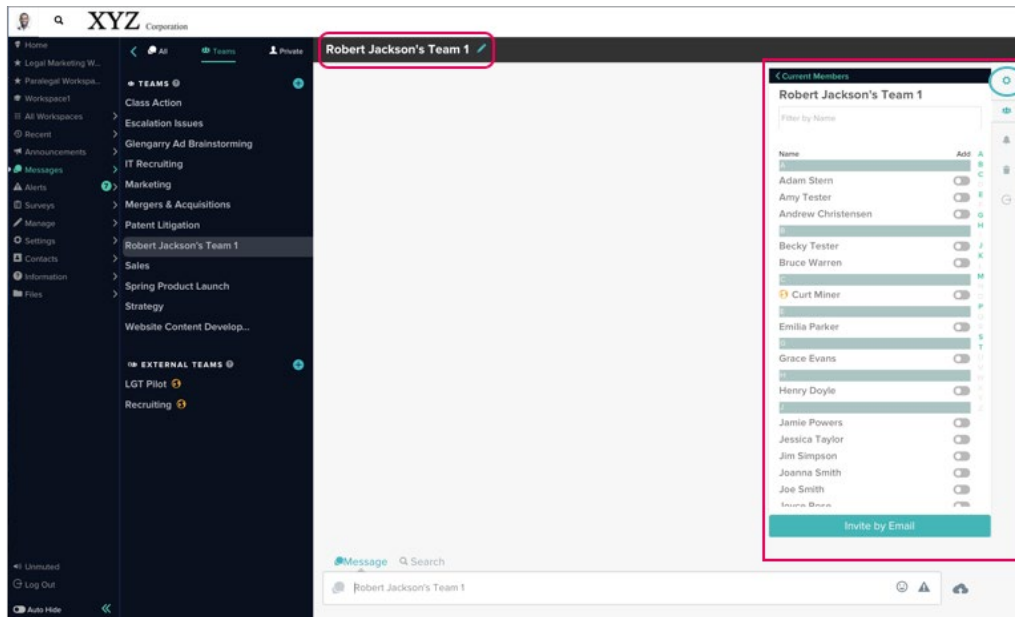 XYZ Corporation
Home
Legal Marketing W...
Paralegal Workspa...
Workspace1
All Workspaces
Recent
Announcements
Messages
Alerts
Surveys
Manage
Settings
Contacts
Information
Files
Unmuted
Log Out
Auto Hide
All Teams Private
TEAMS
Class Action
Escalation Issues
Glengarry Ad Brainstorming
IT Recruiting
Marketing
Mergers & Acquisitions
Patent Litigation
Robert Jackson's Team 1
Sales
Spring Product Launch
Strategy
Website Content Develop...
EXTERNAL TEAMS
LGT Pilot
Recruiting
Robert Jackson's Team 1
Message Search
Robert Jackson's Team 1
Current Members
Robert Jackson's Team 1
Filter by Name
Name Add
A
Adam Stern
Amy Tester
Andrew Christensen
B
Becky Tester
Bruce Warren
C
Curt Miner
E
Emilia Parker
G
Grace Evans
H
Henry Doyle
J
Jamie Powers
Jessica Taylor
Jim Simpson
Joanna Smith
Joe Smith
Joyce Rose
Invite by Email
A
B
C
E
G
H
J
K
M
P
S
T